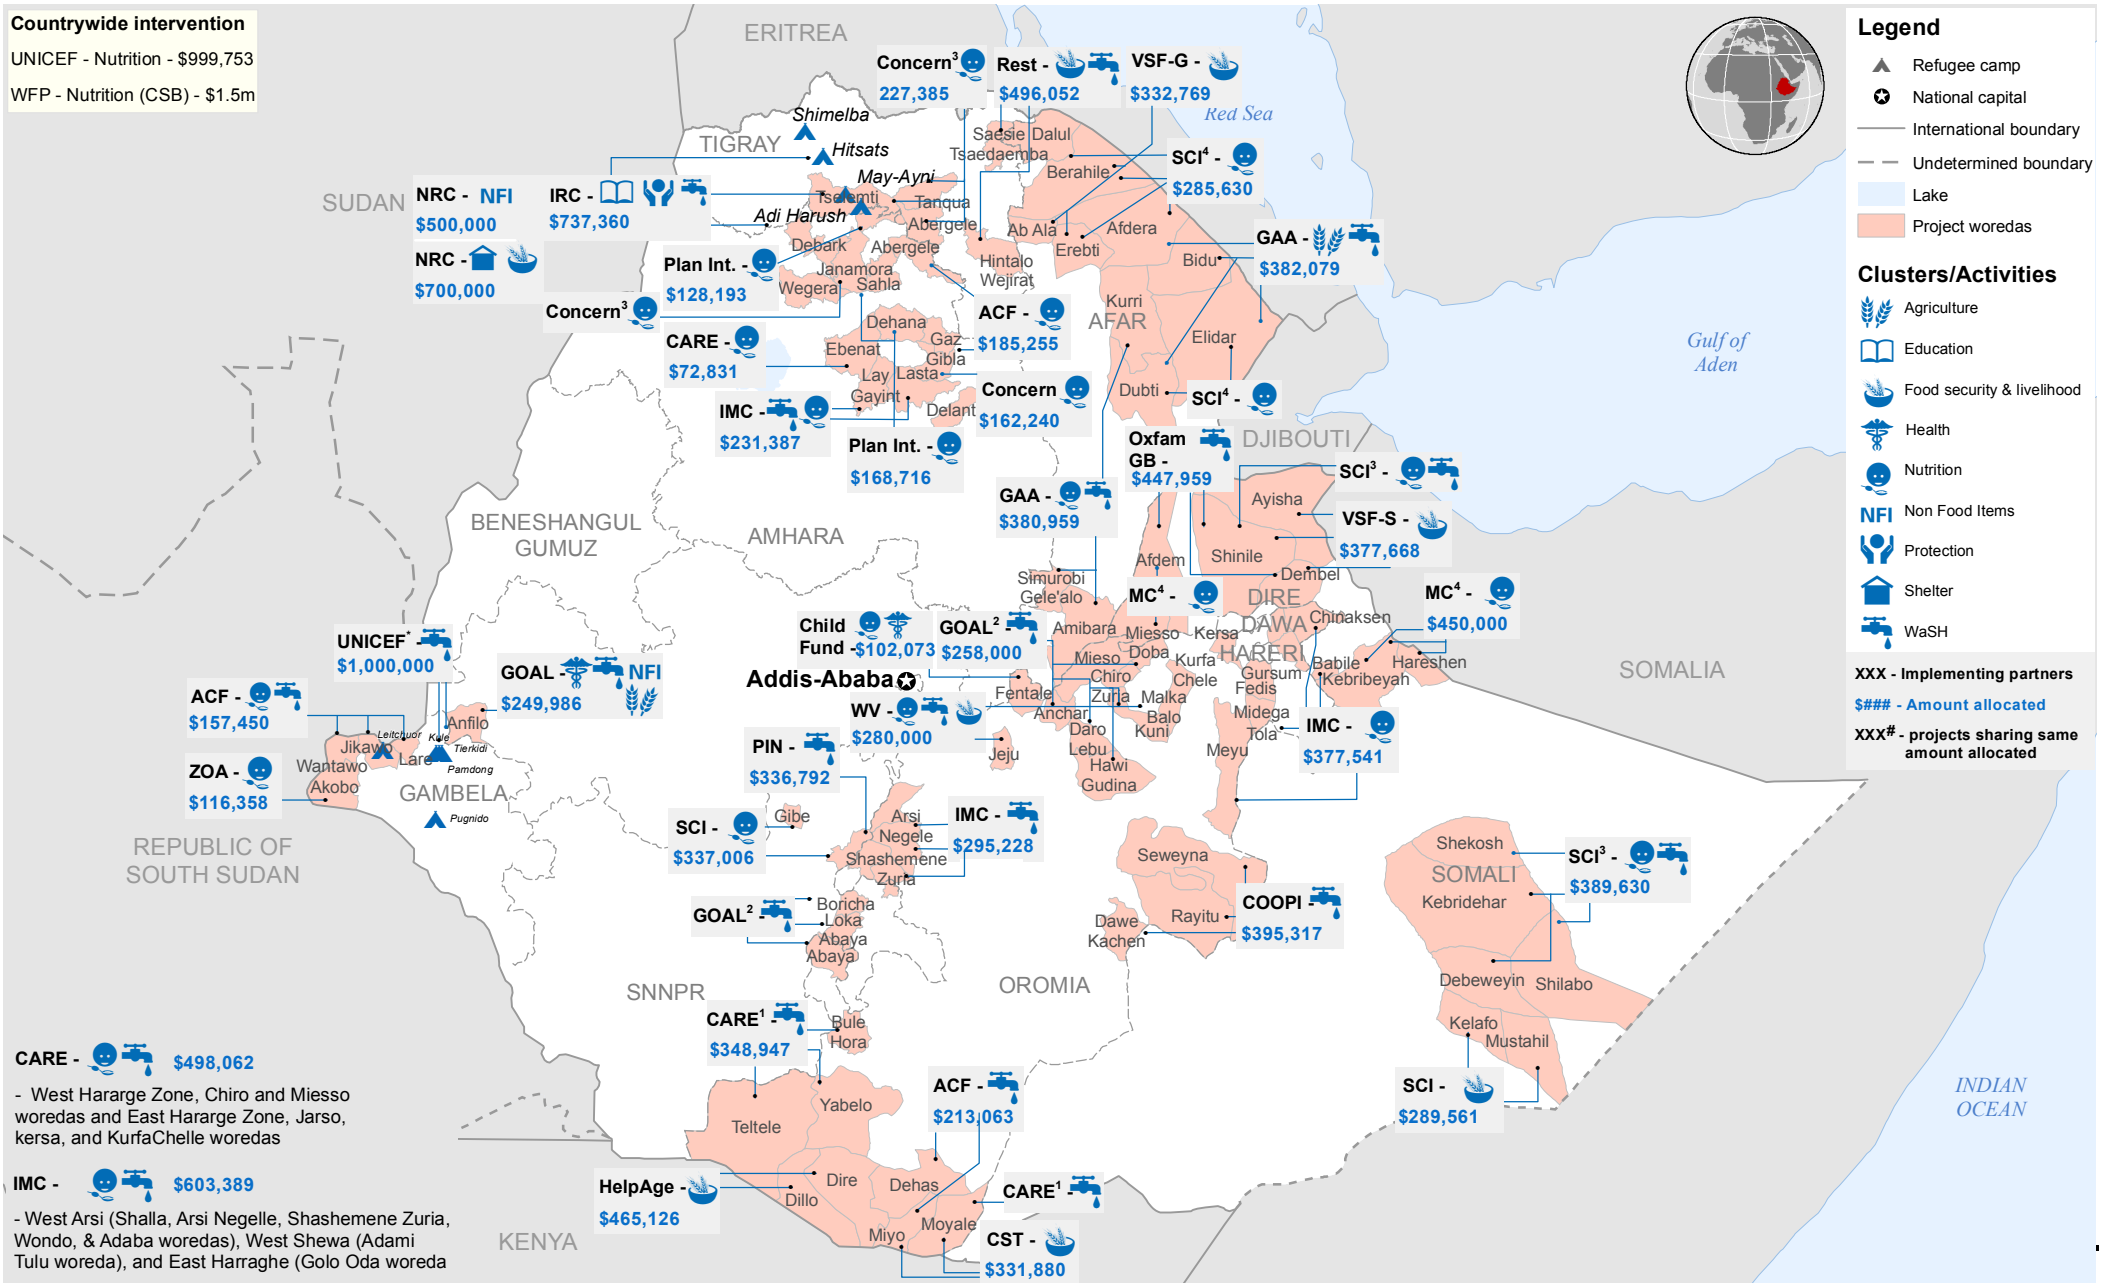 Countrywide intervention
UNICEF - Nutrition - $999,753
WFP - Nutrition (CSB) - $1.5m
ERITREA
Concern3
227,385
Rest -
$496,052
VSF-G -
$332,769
Red Sea
Shimelba
TIGRAY
Hitsats
Saesie
Tsaedaemba
Dalul
Berahile
SCI4 -
$285,630
SUDAN
NRC - NFI
$500,000
IRC -
$737,360
May-Ayni
Tselemti
Tanqua
Abergele
Adi Harush
Ab Ala
Erebti
Afdera
NRC -
$700,000
Debark
Abergele
Hintalo
Wejirat
Bidu
GAA -
$382,079
Plan Int. -
$128,193
Janamora
Wegera
Sahla
Concern3
ACF -
$185,255
Kurri
AFAR
Elidar
Gulf of
Aden
CARE -
$72,831
Dehana
Ebenat
Gaz
Gibla
Lay
Gayint
Lasta
Delant
Concern
$162,240
Dubti
SCI4 -
IMC -
$231,387
Plan Int. -
$168,716
Oxfam
GB -
$447,959
DJIBOUTI
SCI3 -
GAA -
$380,959
Ayisha
VSF-S -
$377,668
BENESHANGUL
GUMUZ
AMHARA
Shinile
Afdem
Dembel
Simurobi
Gele'alo
MC4 -
DIRE
DAWA
MC4 -
$450,000
Chinaksen
UNICEF* -
$1,000,000
Child
Fund - $102,073
GOAL2 -
$258,000
Amibara
Miesso
Doba
Kersa
HARERI
Babile
Hareshen
Kebribeyah
SOMALIA
GOAL - NFI
$249,986
Addis-Ababa
Mieso
Chiro
Zuria
Kurfa
Chele
Gursum
Fedis
Fentale
Malka
Balo
Kuni
Midega
Tola
ACF -
$157,450
Anfilo
WV -
$280,000
Anchar
Daro
Lebu
Hawi
Gudina
Meyu
IMC -
$377,541
Leitchuor
Kule
Tierkidi
Jikawo
Lare
Pamdong
Wantawo
Akobo
PIN -
$336,792
Jeju
ZOA -
$116,358
GAMBELA
Pugnido
Gibe
Arsi
Negele
IMC -
$295,228
SCI -
$337,006
Shashemene
Zuria
REPUBLIC OF
SOUTH SUDAN
Seweyna
Shekosh
SOMALI
Kebridehar
SCI3 -
$389,630
GOAL2 -
Boricha
Loka
Abaya
Abaya
Dawe
Kachen
Rayitu
COOPI -
$395,317
Debeweyin
Shilabo
SNNPR
OROMIA
CARE1 -
$348,947
Bule
Hora
Kelafo
Mustahil
CARE - $498,062
- West Hararge Zone, Chiro and Miesso
woredas and East Hararge Zone, Jarso,
kersa, and KurfaChelle woredas
ACF -
$213,063
Yabelo
Teltele
SCI -
$289,561
INDIAN
OCEAN
IMC - $603,389
- West Arsi (Shalla, Arsi Negelle, Shashemene Zuria,
Wondo, & Adaba woredas), West Shewa (Adami
Tulu woreda), and East Harraghe (Golo Oda woreda
HelpAge -
$465,126
Dire
Dillo
Dehas
CARE1 -
Moyale
Miyo
KENYA
CST -
$331,880
Legend
Refugee camp
National capital
International boundary
Undetermined boundary
Lake
Project woredas
Clusters/Activities
Agriculture
Education
Food security & livelihood
Health
Nutrition
NFI Non Food Items
Protection
Shelter
WaSH
XXX - Implementing partners
$### - Amount allocated
XXX# - projects sharing same
amount allocated